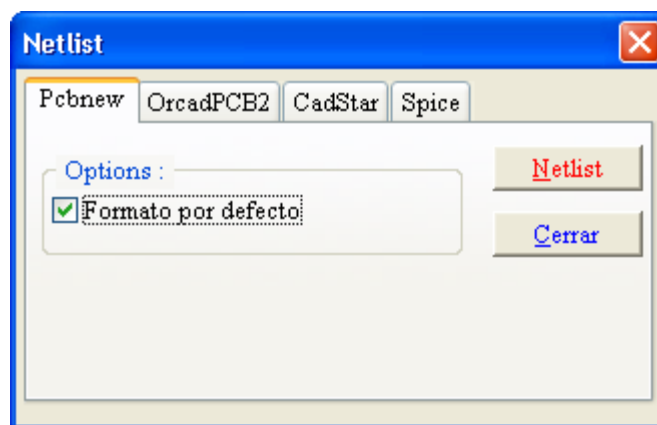 Netlist
Pcbnew OrcadPCB2 CadStar Spice
Options :
Netlist
Formato por defecto
Cerrar